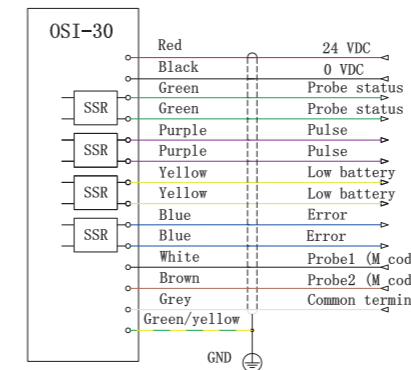 OSI-30
Red 24 VDC
Black 0 VDC
Green Probe status
SSR
Green Probe status
Purple Pulse
SSR
Purple Pulse
Yellow Low battery
SSR
Yellow Low battery
Blue Error
SSR
Blue Error
White Probe1 (M_cod
Brown Probe2 (M_cod
Grey Common termin
Green/yellow
GND